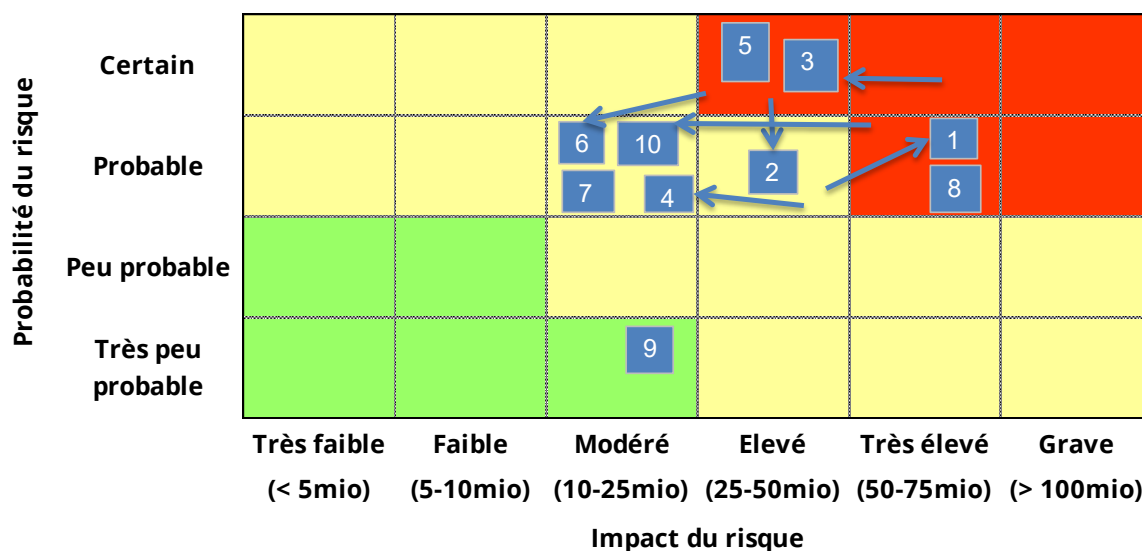 Probabilité du risque
Certain
5
3
Probable
6
10
2
1
7
4
8
Peu probable
Très peu
probable
9
Très faible
Faible
Modéré
Elevé
Très élevé
Grave
(< 5mio)
(5-10mio)
(10-25mio)
(25-50mio)
(50-75mio)
(> 100mio)
Impact du risque